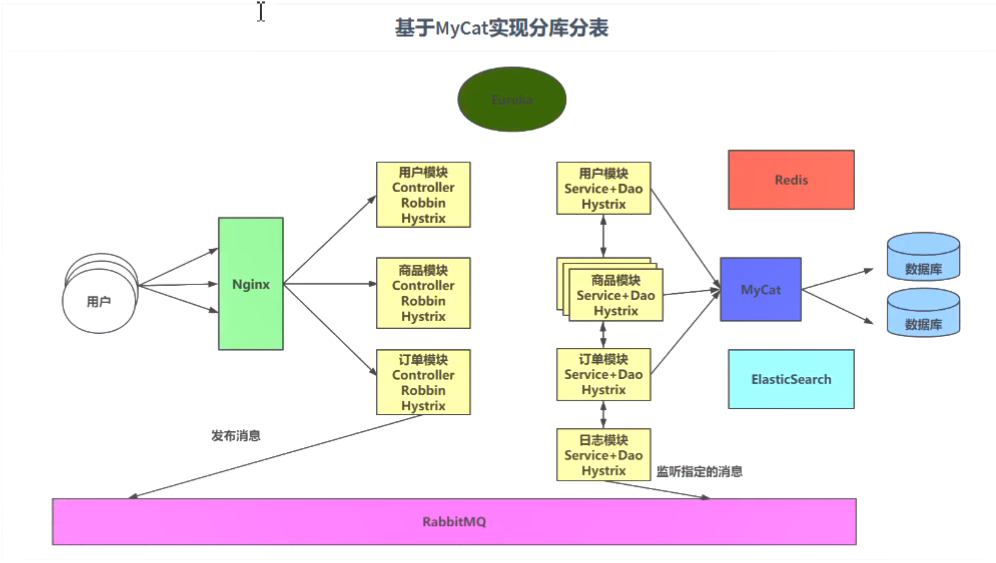 基于MyCat实现分库分表
Eureka
用户模块
Controller
Robbin
Hystrix
用户模块
Service+Dao
Hystrix
Redis
用户
Nginx
商品模块
Controller
Robbin
Hystrix
商品模块
Service+Dao
Hystrix
MyCat
数据库
数据库
订单模块
Controller
Robbin
Hystrix
订单模块
Service+Dao
Hystrix
ElasticSearch
发布消息
日志模块
Service+Dao
Hystrix
监听指定的消息
RabbitMQ